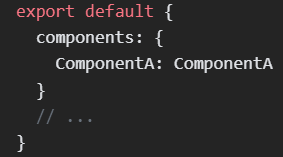 export default {
  components: {
    ComponentA: ComponentA
  }
  // ...
}